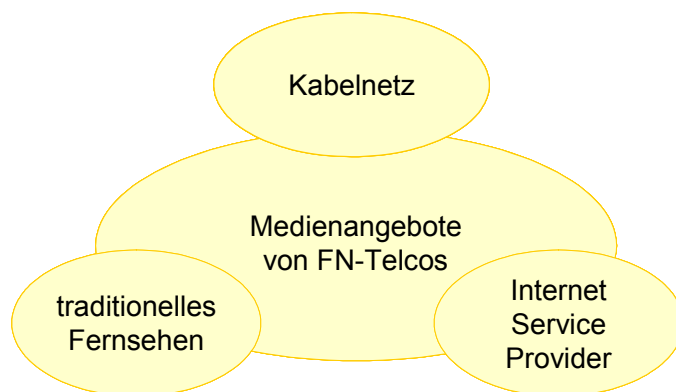 Kabelnetz
Medienangebote
von FN-Telcos
traditionelles
Fernsehen
Internet
Service
Provider